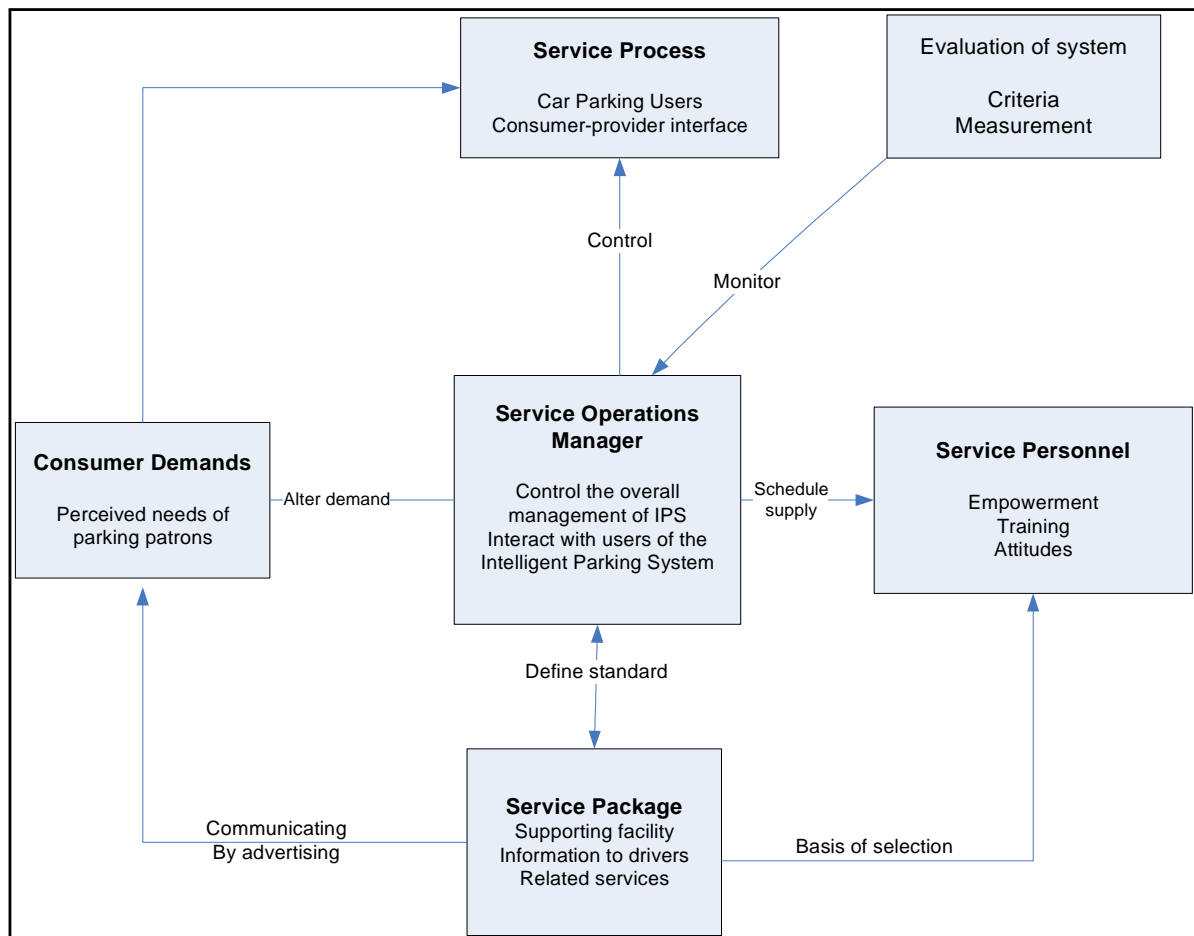 Service Process
Car Parking Users
Consumer-provider interface
Evaluation of system
Criteria
Measurement
Control
Monitor
Consumer Demands
Perceived needs of
parking patrons
Alter demand
Service Operations
Manager
Control the overall
management of IPS
Interact with users of the
Intelligent Parking System
Schedule
supply
Service Personnel
Empowerment
Training
Attitudes
Define standard
Communicating
By advertising
Service Package
Supporting facility
Information to drivers
Related services
Basis of selection